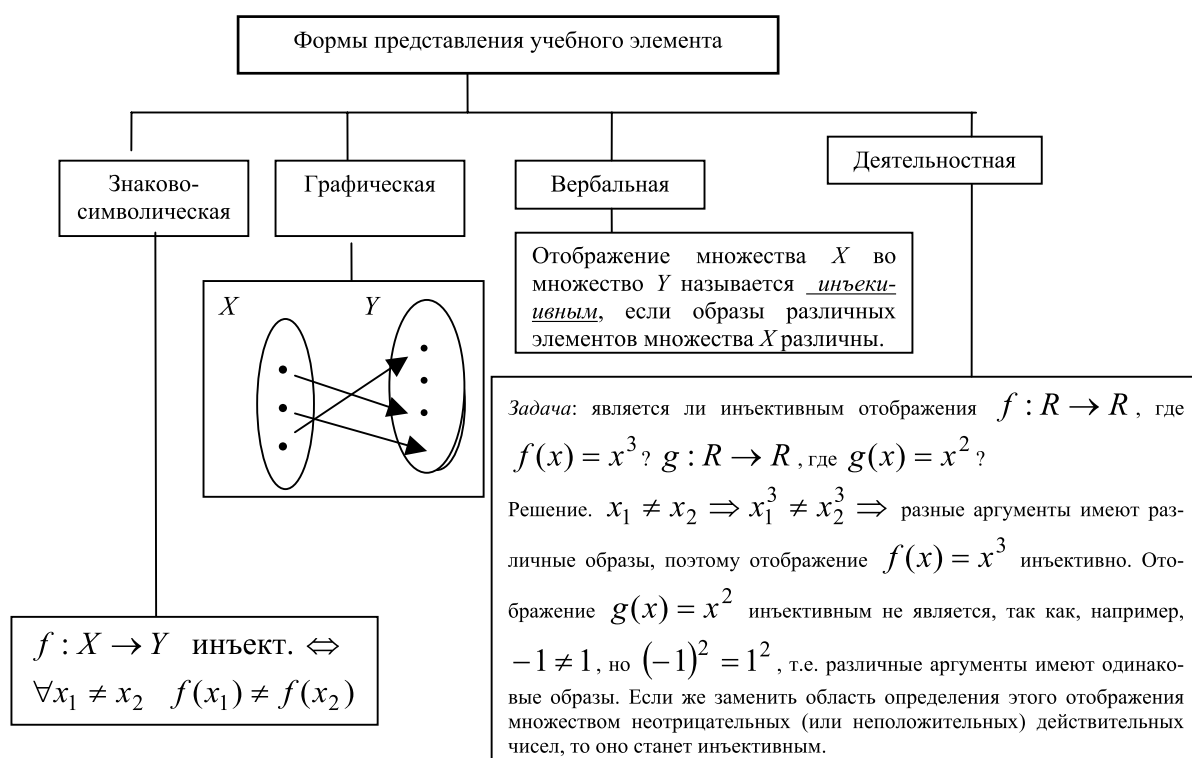 Формы представления учебного элемента
Знаково-
символическая
Графическая
Вербальная
Деятельностная
X Y
Отображение множества X во
множество Y называется инъеки-
ивным, если образы различных
элементов множества X различны.
Задача: является ли инъективным отображения f : R → R , где
f(x) = x³ ? g : R → R , где g(x) = x² ?
Решение. x₁ ≠ x₂ ⇒ x₁³ ≠ x₂³ ⇒ разные аргументы имеют раз-
личные образы, поэтому отображение f(x) = x³ инъективно. Ото-
бражение g(x) = x² инъективным не является, так как, например,
−1 ≠ 1 , но (−1)² = 1² , т.е. различные аргументы имеют одинако-
вые образы. Если же заменить область определения этого отображения
множеством неотрицательных (или неположительных) действительных
чисел, то оно станет инъективным.
f : X → Y инъект. ⇔
∀x₁ ≠ x₂ f(x₁) ≠ f(x₂)